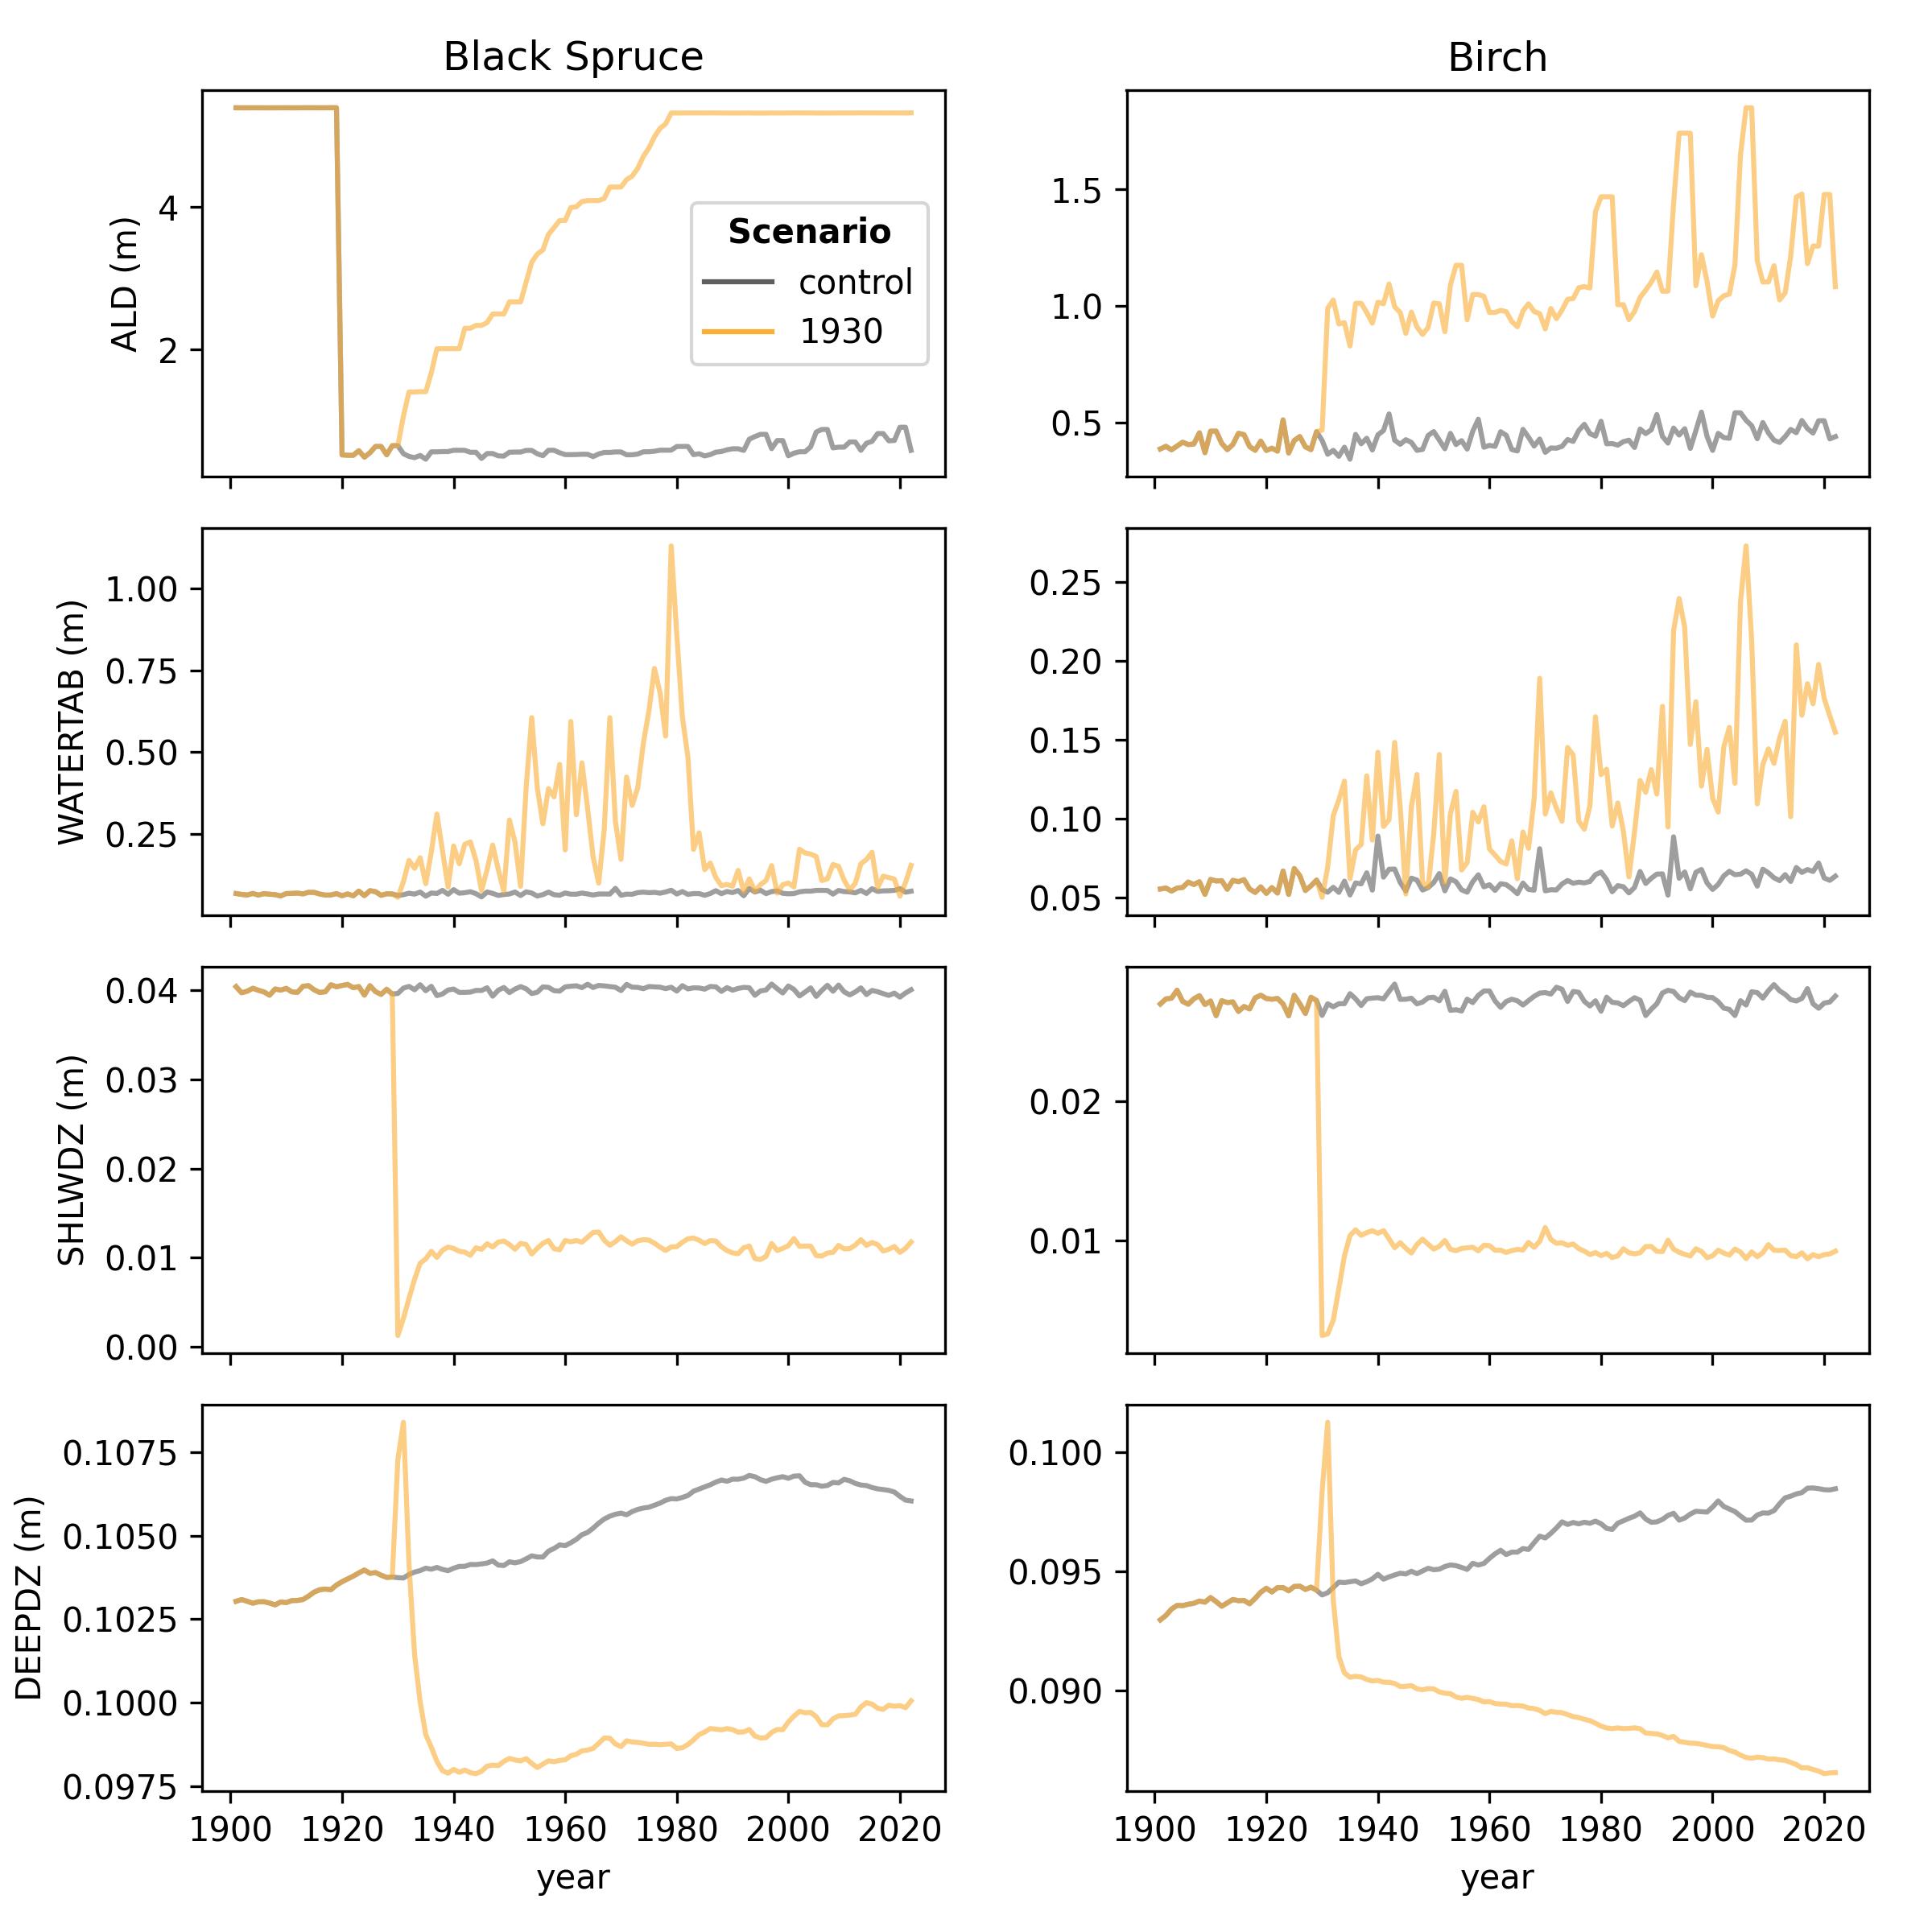 Black Spruce
Birch
ALD (m)
4
2
Scenario
control
1930
1.5
1.0
0.5
WATERTAB (m)
1.00
0.75
0.50
0.25
0.25
0.20
0.15
0.10
0.05
SHLWDZ (m)
0.04
0.03
0.02
0.01
0.00
0.02
0.01
DEEPDZ (m)
0.1075
0.1050
0.1025
0.1000
0.0975
0.100
0.095
0.090
1900 1920 1940 1960 1980 2000 2020
1900 1920 1940 1960 1980 2000 2020
year
year